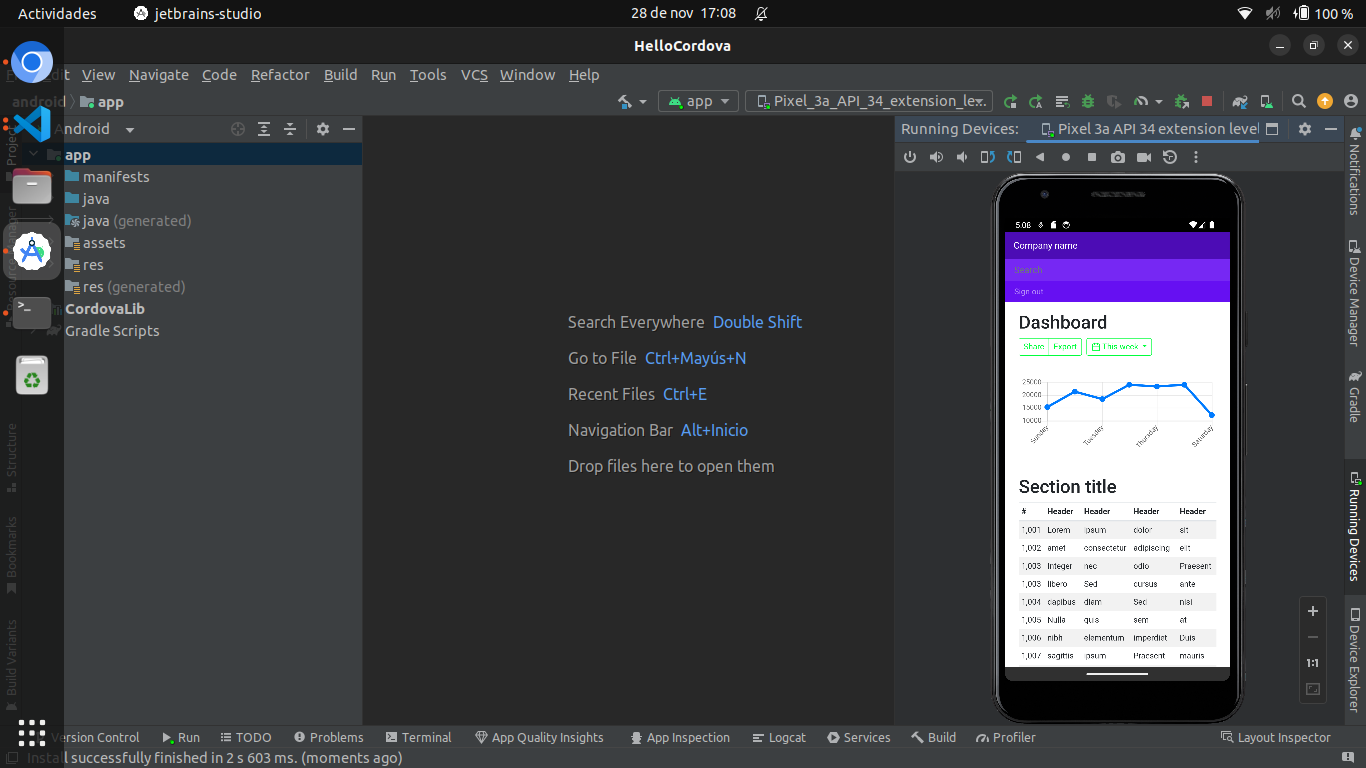 Actividades
jetbrains-studio
28 de nov 17:08
100 %
HelloCordova
View Navigate Code Refactor Build Run Tools VCS Window Help
android app
app
Pixel_3a_API_34_extension_le..
Android
app
manifests
java
java (generated)
assets
res
res (generated)
CordovaLib
Gradle Scripts
Project
Resource Manager
Structure
Bookmarks
Build Variants
Search Everywhere Double Shift
Go to File Ctrl+Mayús+N
Recent Files Ctrl+E
Navigation Bar Alt+Inicio
Drop files here to open them
Running Devices: Pixel 3a API 34 extension level
5:08
Company name
Search
Sign out
Dashboard
Share Export This week
25000
20000
15000
10000
Sunday Tuesday Thursday Saturday
Section title
# Header Header Header Header
1,001 Lorem ipsum dolor sit
1,002 amet consectetur adipiscing elit
1,003 Integer nec odio Praesent
1,003 libero Sed cursus ante
1,004 dapibus diam Sed nisi
1,005 Nulla quis sem at
1,006 nibh elementum imperdiet Duis
1,007 sagittis ipsum Praesent mauris
1:1
Notifications
Device Manager
Gradle
Running Devices
Device Explorer
Version Control Run TODO Problems Terminal App Quality Insights App Inspection Logcat Services Build Profiler Layout Inspector
Install successfully finished in 2 s 603 ms. (moments ago)